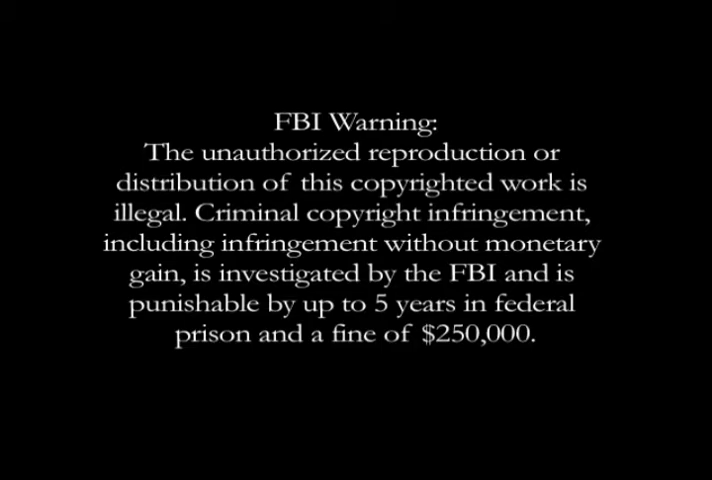 FBI Warning:
The unauthorized reproduction or
distribution of this copyrighted work is
illegal. Criminal copyright infringement,
including infringement without monetary
gain, is investigated by the FBI and is
punishable by up to 5 years in federal
prison and a fine of $250,000.